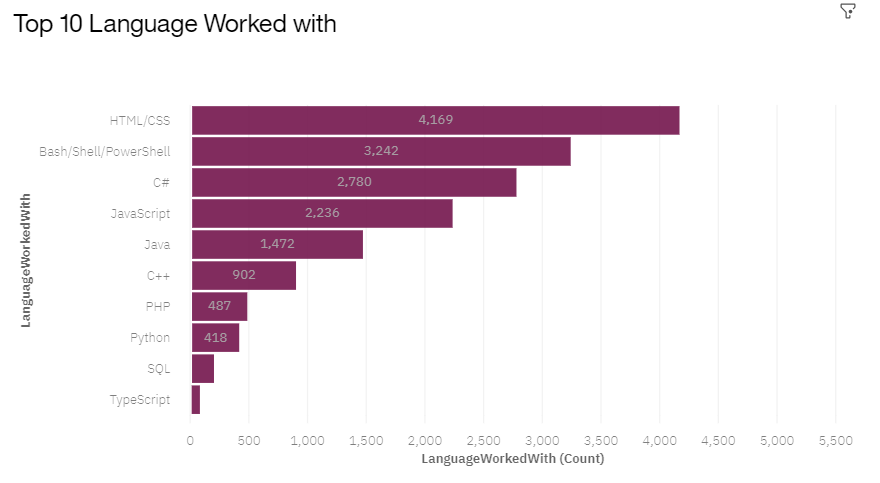 Top 10 Language Worked with
LanguageWorkedWith
HTML/CSS 4,169
Bash/Shell/PowerShell 3,242
C# 2,780
JavaScript 2,236
Java 1,472
C++ 902
PHP 487
Python 418
SQL
TypeScript
0 500 1,000 1,500 2,000 2,500 3,000 3,500 4,000 4,500 5,000 5,500
LanguageWorkedWith (Count)